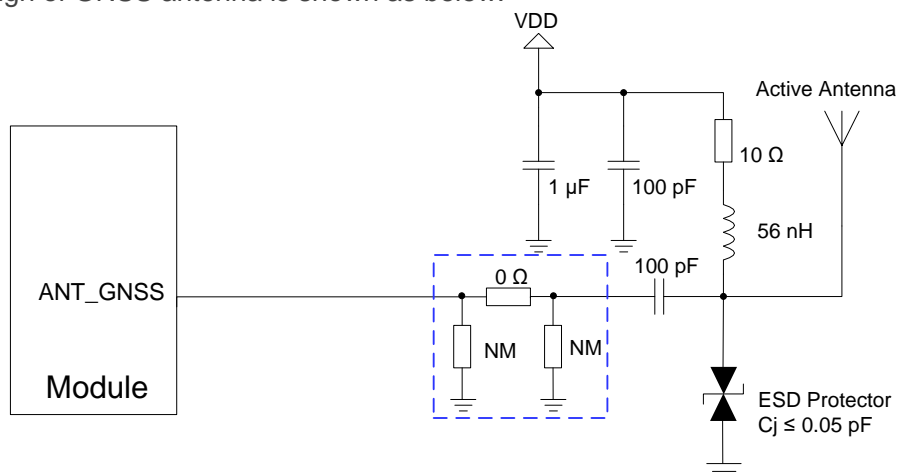 VDD
Active Antenna
10 Ω
1 µF
100 pF
56 nH
100 pF
0 Ω
ANT_GNSS
NM
NM
Module
ESD Protector
Cj ≤ 0.05 pF